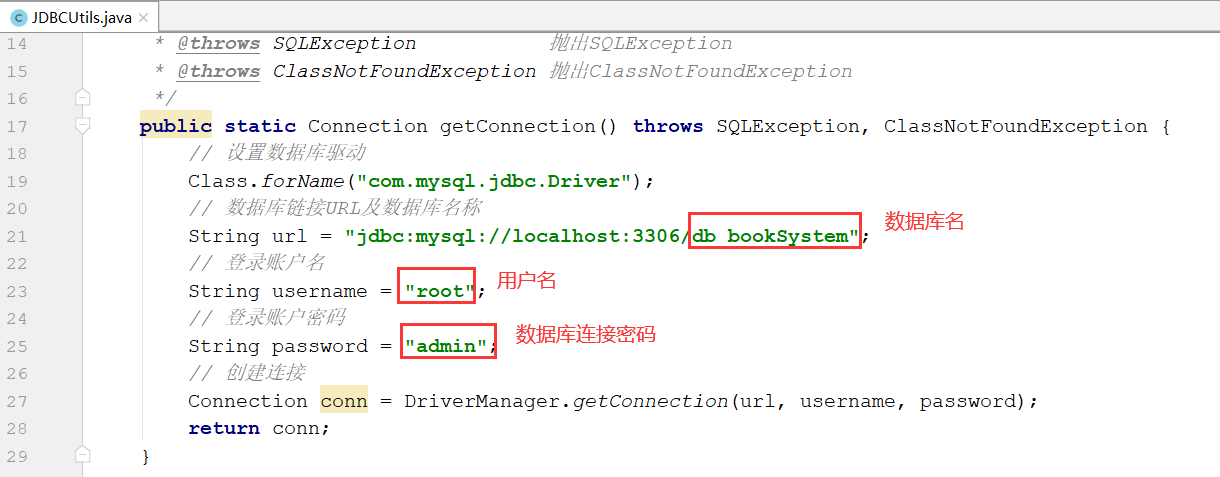 JDBCUtils.java
14 * @throws SQLException 抛出SQLException
15 * @throws ClassNotFoundException 抛出ClassNotFoundException
16 */
17 public static Connection getConnection() throws SQLException, ClassNotFoundException {
18 // 设置数据库驱动
19 Class.forName("com.mysql.jdbc.Driver");
20 // 数据库链接URL及数据库名称
21 String url = "jdbc:mysql://localhost:3306/db_bookSystem"; 数据库名
22 // 登录账户名
23 String username = "root"; 用户名
24 // 登录账户密码
25 String password = "admin"; 数据库连接密码
26 // 创建连接
27 Connection conn = DriverManager.getConnection(url, username, password);
28 return conn;
29 }